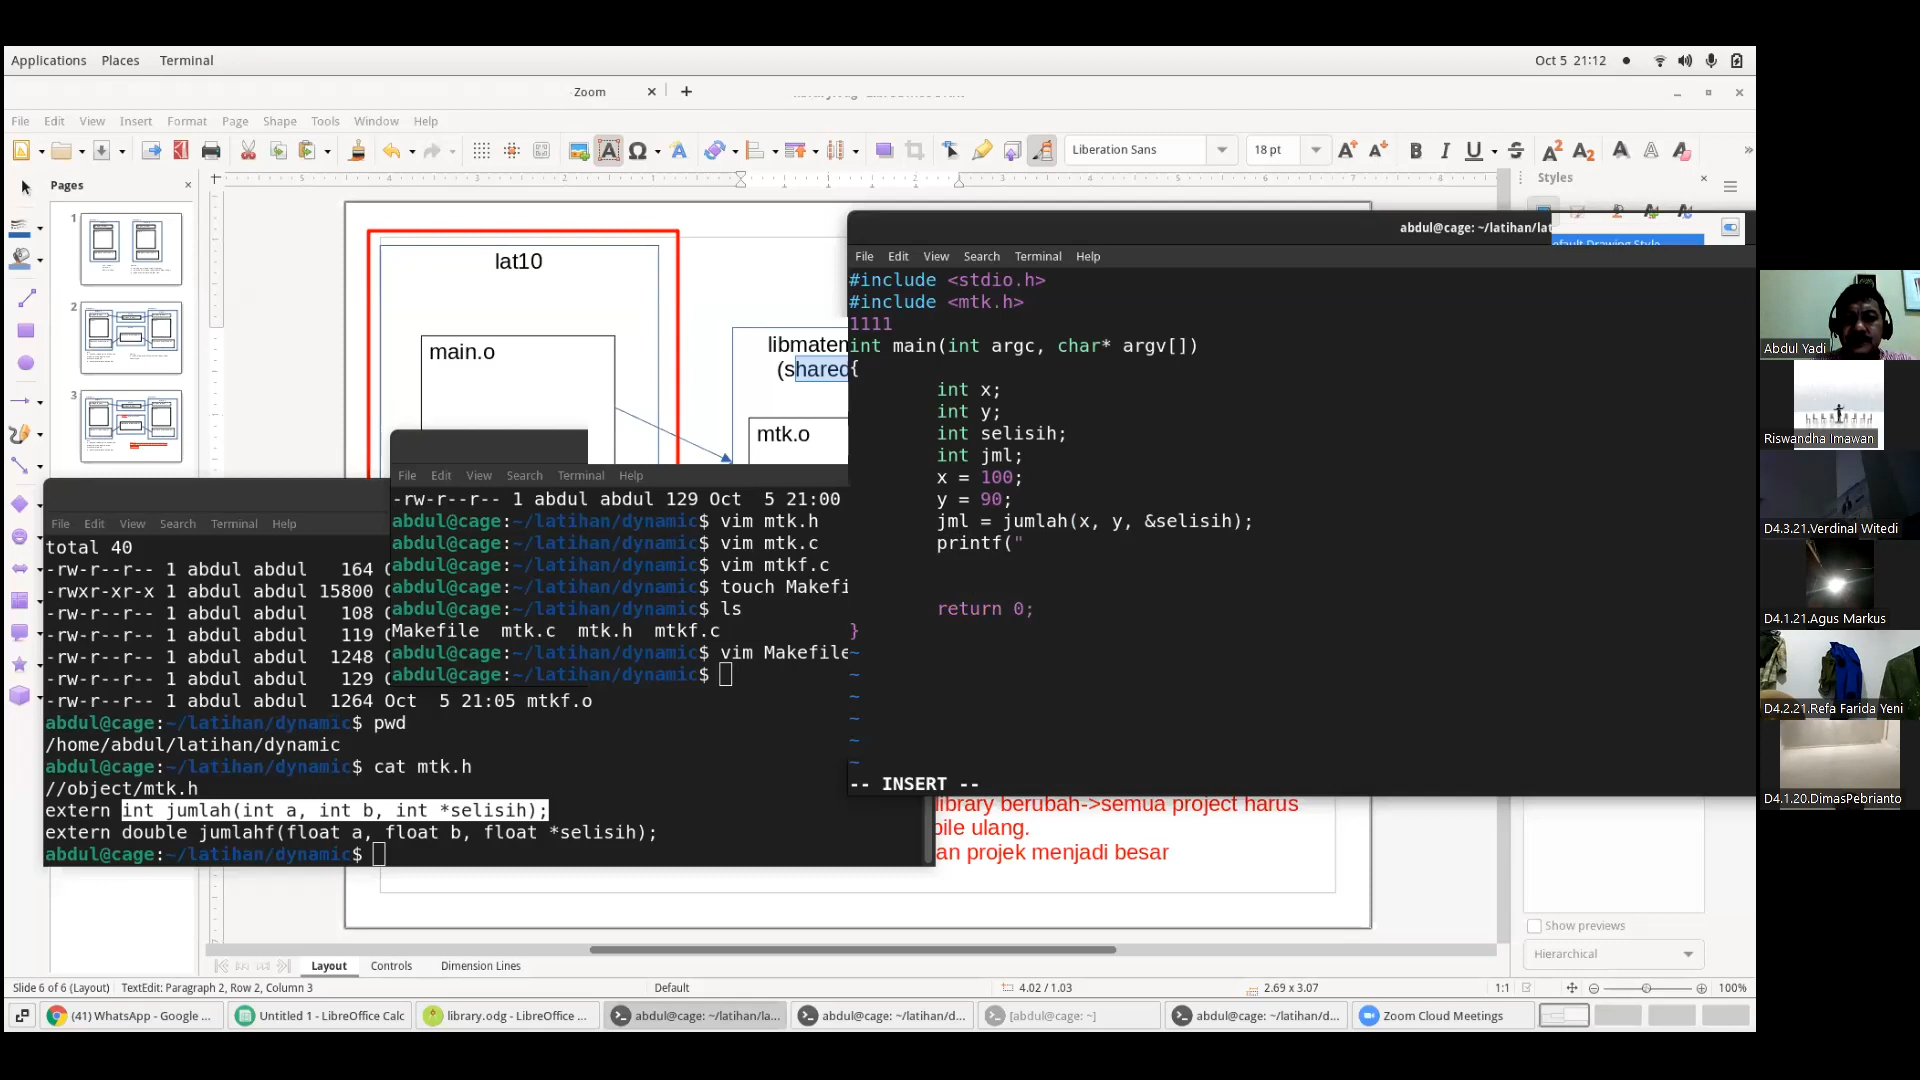 Applications Places Terminal
Oct 5 21:12
Zoom
File Edit View Insert Format Page Shape Tools Window Help
Liberation Sans
18 pt
Pages
Styles
1
2
3
lat10
main.o
libmatem
(shared
mtk.o
abdul@cage: ~/latihan/lat
File Edit View Search Terminal Help
#include <stdio.h>
#include <mtk.h>
1111
int main(int argc, char* argv[])
{
int x;
int y;
int selisih;
int jml;
x = 100;
y = 90;
jml = jumlah(x, y, &selisih);
printf("
return 0;
}
~
~
~
~
~
~
-- INSERT --
File Edit View Search Terminal Help
-rw-r--r-- 1 abdul abdul 129 Oct  5 21:00
abdul@cage:~/latihan/dynamic$ vim mtk.h
abdul@cage:~/latihan/dynamic$ vim mtk.c
abdul@cage:~/latihan/dynamic$ vim mtkf.c
abdul@cage:~/latihan/dynamic$ touch Makefi
abdul@cage:~/latihan/dynamic$ ls
Makefile  mtk.c  mtk.h  mtkf.c
abdul@cage:~/latihan/dynamic$ vim Makefile
abdul@cage:~/latihan/dynamic$
File Edit View Search Terminal Help
total 40
-rw-r--r-- 1 abdul abdul   164 O
-rwxr-xr-x 1 abdul abdul 15800 O
-rw-r--r-- 1 abdul abdul   108 O
-rw-r--r-- 1 abdul abdul   119 O
-rw-r--r-- 1 abdul abdul  1248 O
-rw-r--r-- 1 abdul abdul   129 O
-rw-r--r-- 1 abdul abdul  1264 Oct  5 21:05 mtkf.o
abdul@cage:~/latihan/dynamic$ pwd
/home/abdul/latihan/dynamic
abdul@cage:~/latihan/dynamic$ cat mtk.h
//object/mtk.h
extern int jumlah(int a, int b, int *selisih);
extern double jumlahf(float a, float b, float *selisih);
abdul@cage:~/latihan/dynamic$
library berubah->semua project harus
pile ulang.
an projek menjadi besar
Show previews
Hierarchical
Layout Controls Dimension Lines
Slide 6 of 6 (Layout) TextEdit: Paragraph 2, Row 2, Column 3 Default 4.02 / 1.03 2.69 x 3.07 1:1 100%
(41) WhatsApp - Google ... Untitled 1 - LibreOffice Calc library.odg - LibreOffice ... abdul@cage: ~/latihan/la... abdul@cage: ~/latihan/d... [abdul@cage: ~] abdul@cage: ~/latihan/d... Zoom Cloud Meetings
Abdul Yadi
Riswandha Imawan
D4.3.21.Verdinal Witedi
D4.1.21.Agus Markus
D4.2.21.Refa Farida Yeni
D4.1.20.DimasPebrianto